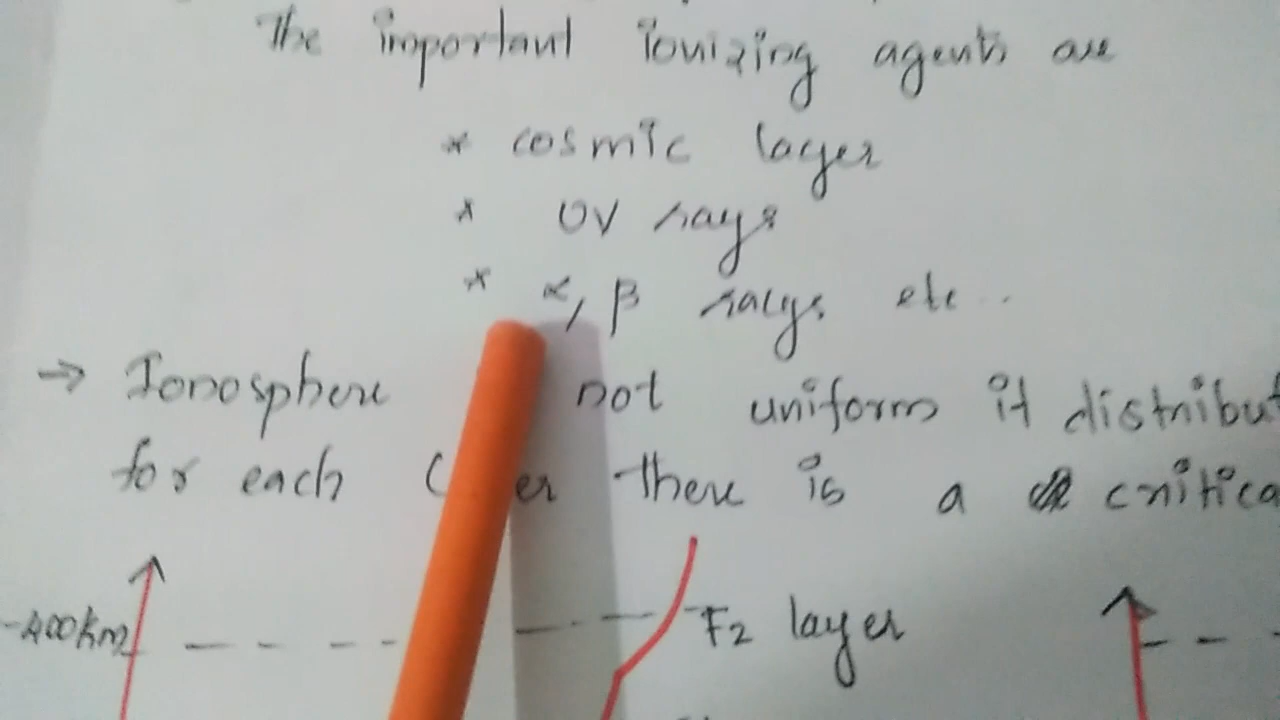 The important ionizing agents are
* cosmic layer
* UV rays
* α, β rays etc ..
→ Ionosphere not uniform it distribut
for each er there is a critica
400km
F2 layer